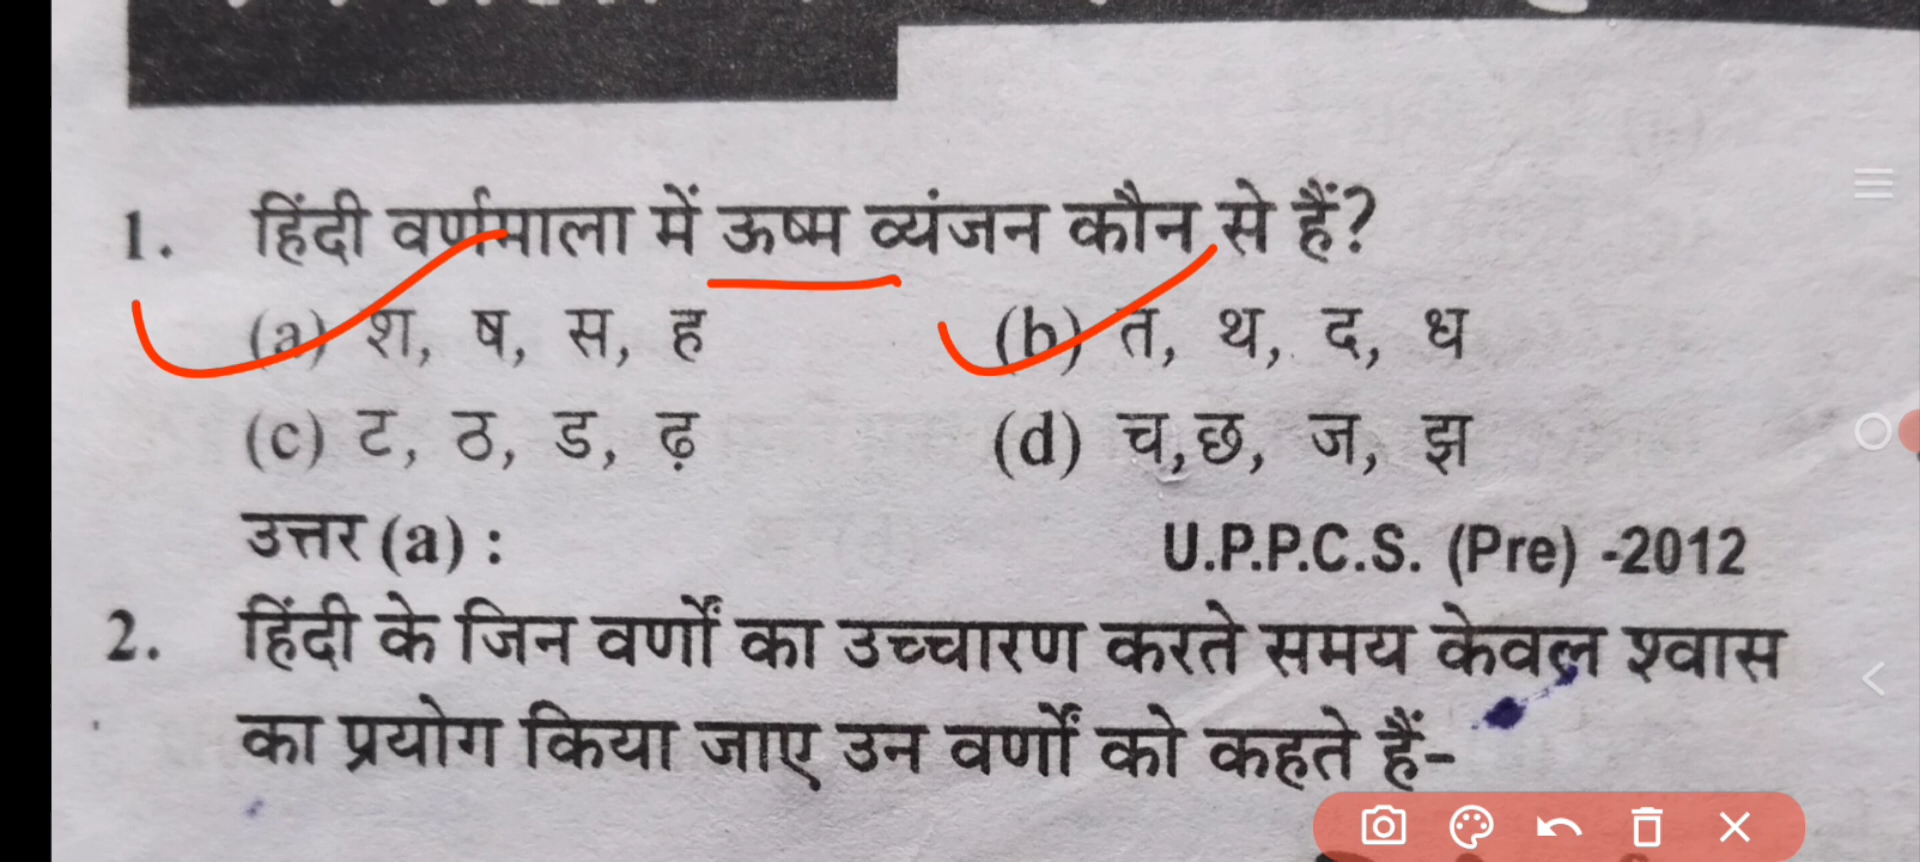 1. हिंदी वर्णमाला में ऊष्म व्यंजन कौन से हैं?
(a) श, ष, स, ह (b) त, थ, द, ध
(c) ट, ठ, ड, ढ़ (d) च,छ, ज, झ
उत्तर (a) : U.P.P.C.S. (Pre) -2012
2. हिंदी के जिन वर्णों का उच्चारण करते समय केवल श्वास
का प्रयोग किया जाए उन वर्णों को कहते हैं-